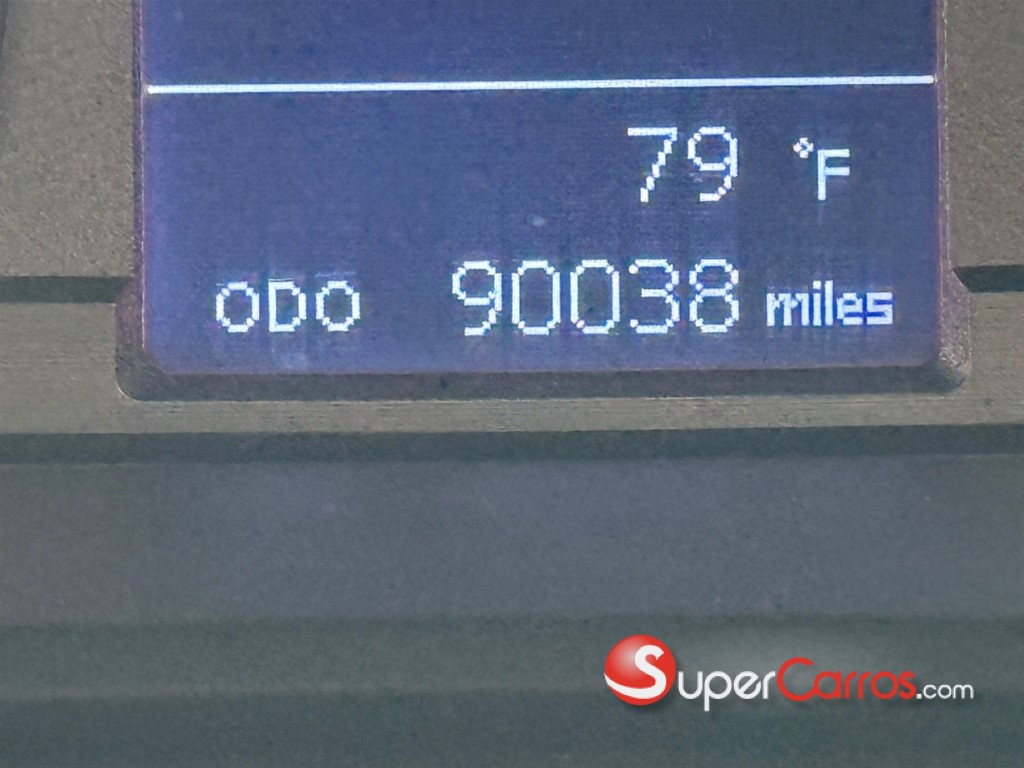 79 °F
ODO 90038 miles
SuperCarros.com